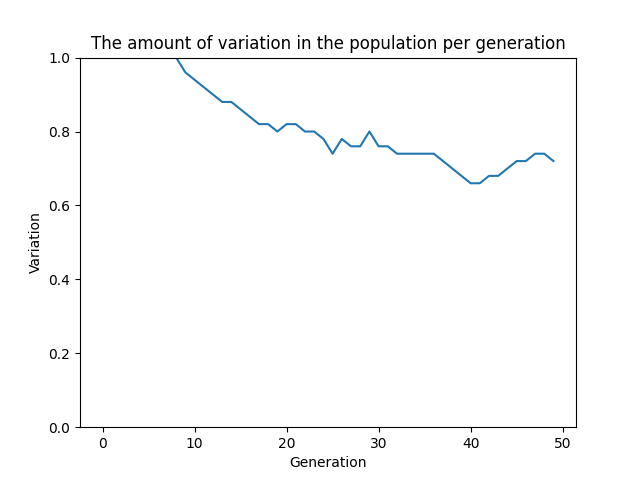 The amount of variation in the population per generation
1.0
0.8
0.6
0.4
0.2
0.0
Variation
0 10 20 30 40 50
Generation